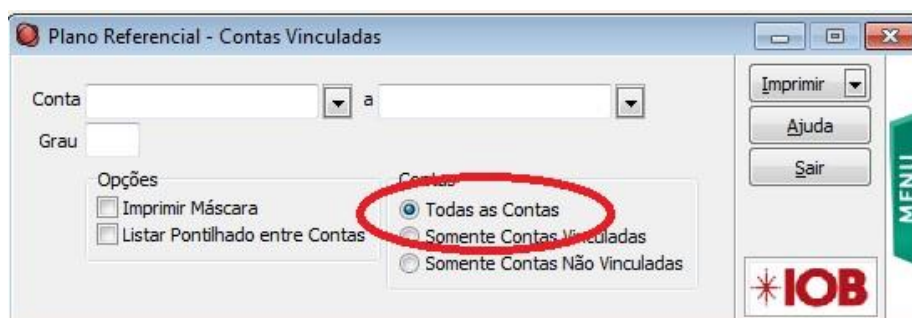 Plano Referencial - Contas Vinculadas
Conta a
Grau
Opções
Imprimir Máscara
Listar Pontilhado entre Contas
Contas
Todas as Contas
Somente Contas Vinculadas
Somente Contas Não Vinculadas
Imprimir
Ajuda
Sair
MENU
IOB